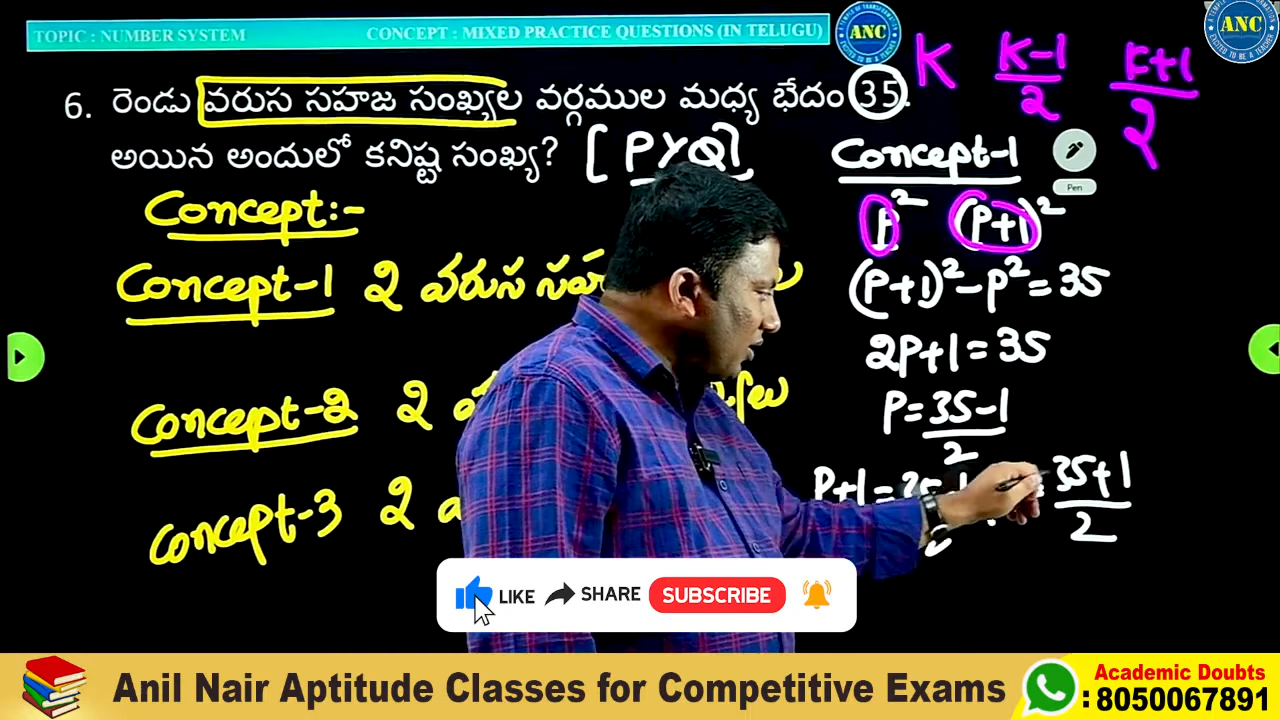 TOPIC : NUMBER SYSTEM CONCEPT : MIXED PRACTICE QUESTIONS (IN TELUGU)
ANC
ANC
K K-1/2 K+1/2
6. రెండు వరుస సహజ సంఖ్యల వర్గముల మధ్య భేదం 35.
అయిన అందులో కనిష్ట సంఖ్య? [PYQ]
Concept-1
Pen
Concept:-
P² (P+1)²
Concept-1 2 వరుస
(P+1)²-P²=35
2P+1=35
Concept-2 2
P=35-1/2
Concept-3 2
P+1= 35+1/2
LIKE SHARE SUBSCRIBE
Anil Nair Aptitude Classes for Competitive Exams
Academic Doubts
: 8050067891